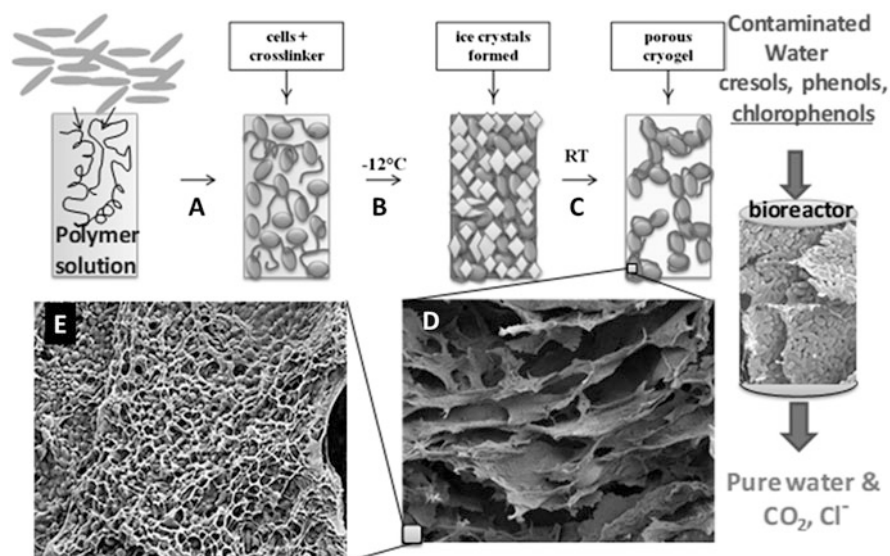 cells +
crosslinker
ice crystals
formed
porous
cryogel
Contaminated
Water
cresols, phenols,
chlorophenols
Polymer
solution
A
-12°C
B
RT
C
bioreactor
E
D
Pure water &
CO₂, Cl⁻